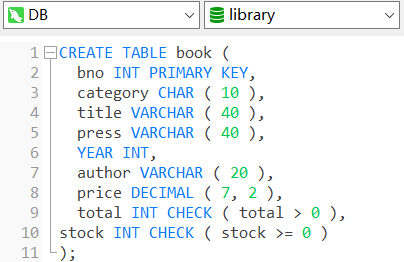 DB library
1 CREATE TABLE book (
2 bno INT PRIMARY KEY,
3 category CHAR ( 10 ),
4 title VARCHAR ( 40 ),
5 press VARCHAR ( 40 ),
6 YEAR INT,
7 author VARCHAR ( 20 ),
8 price DECIMAL ( 7, 2 ),
9 total INT CHECK ( total > 0 ),
10 stock INT CHECK ( stock >= 0 )
11 );